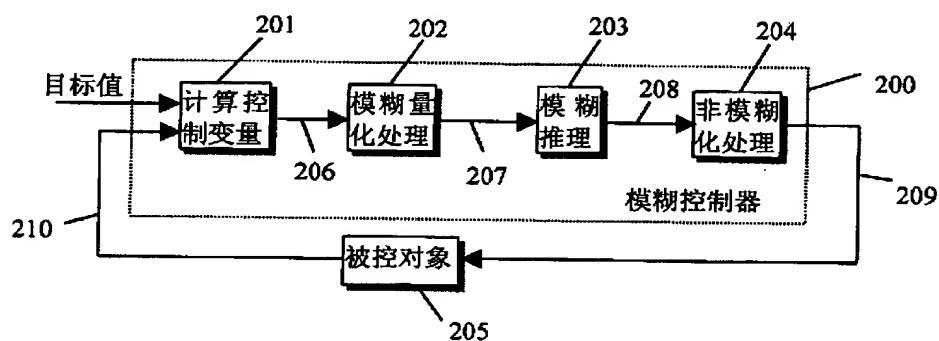 201
202
203
204
目标值
200
计算控
制变量
模糊量
化处理
模糊
推理
208
非模糊
化处理
206
207
209
模糊控制器
210
被控对象
205